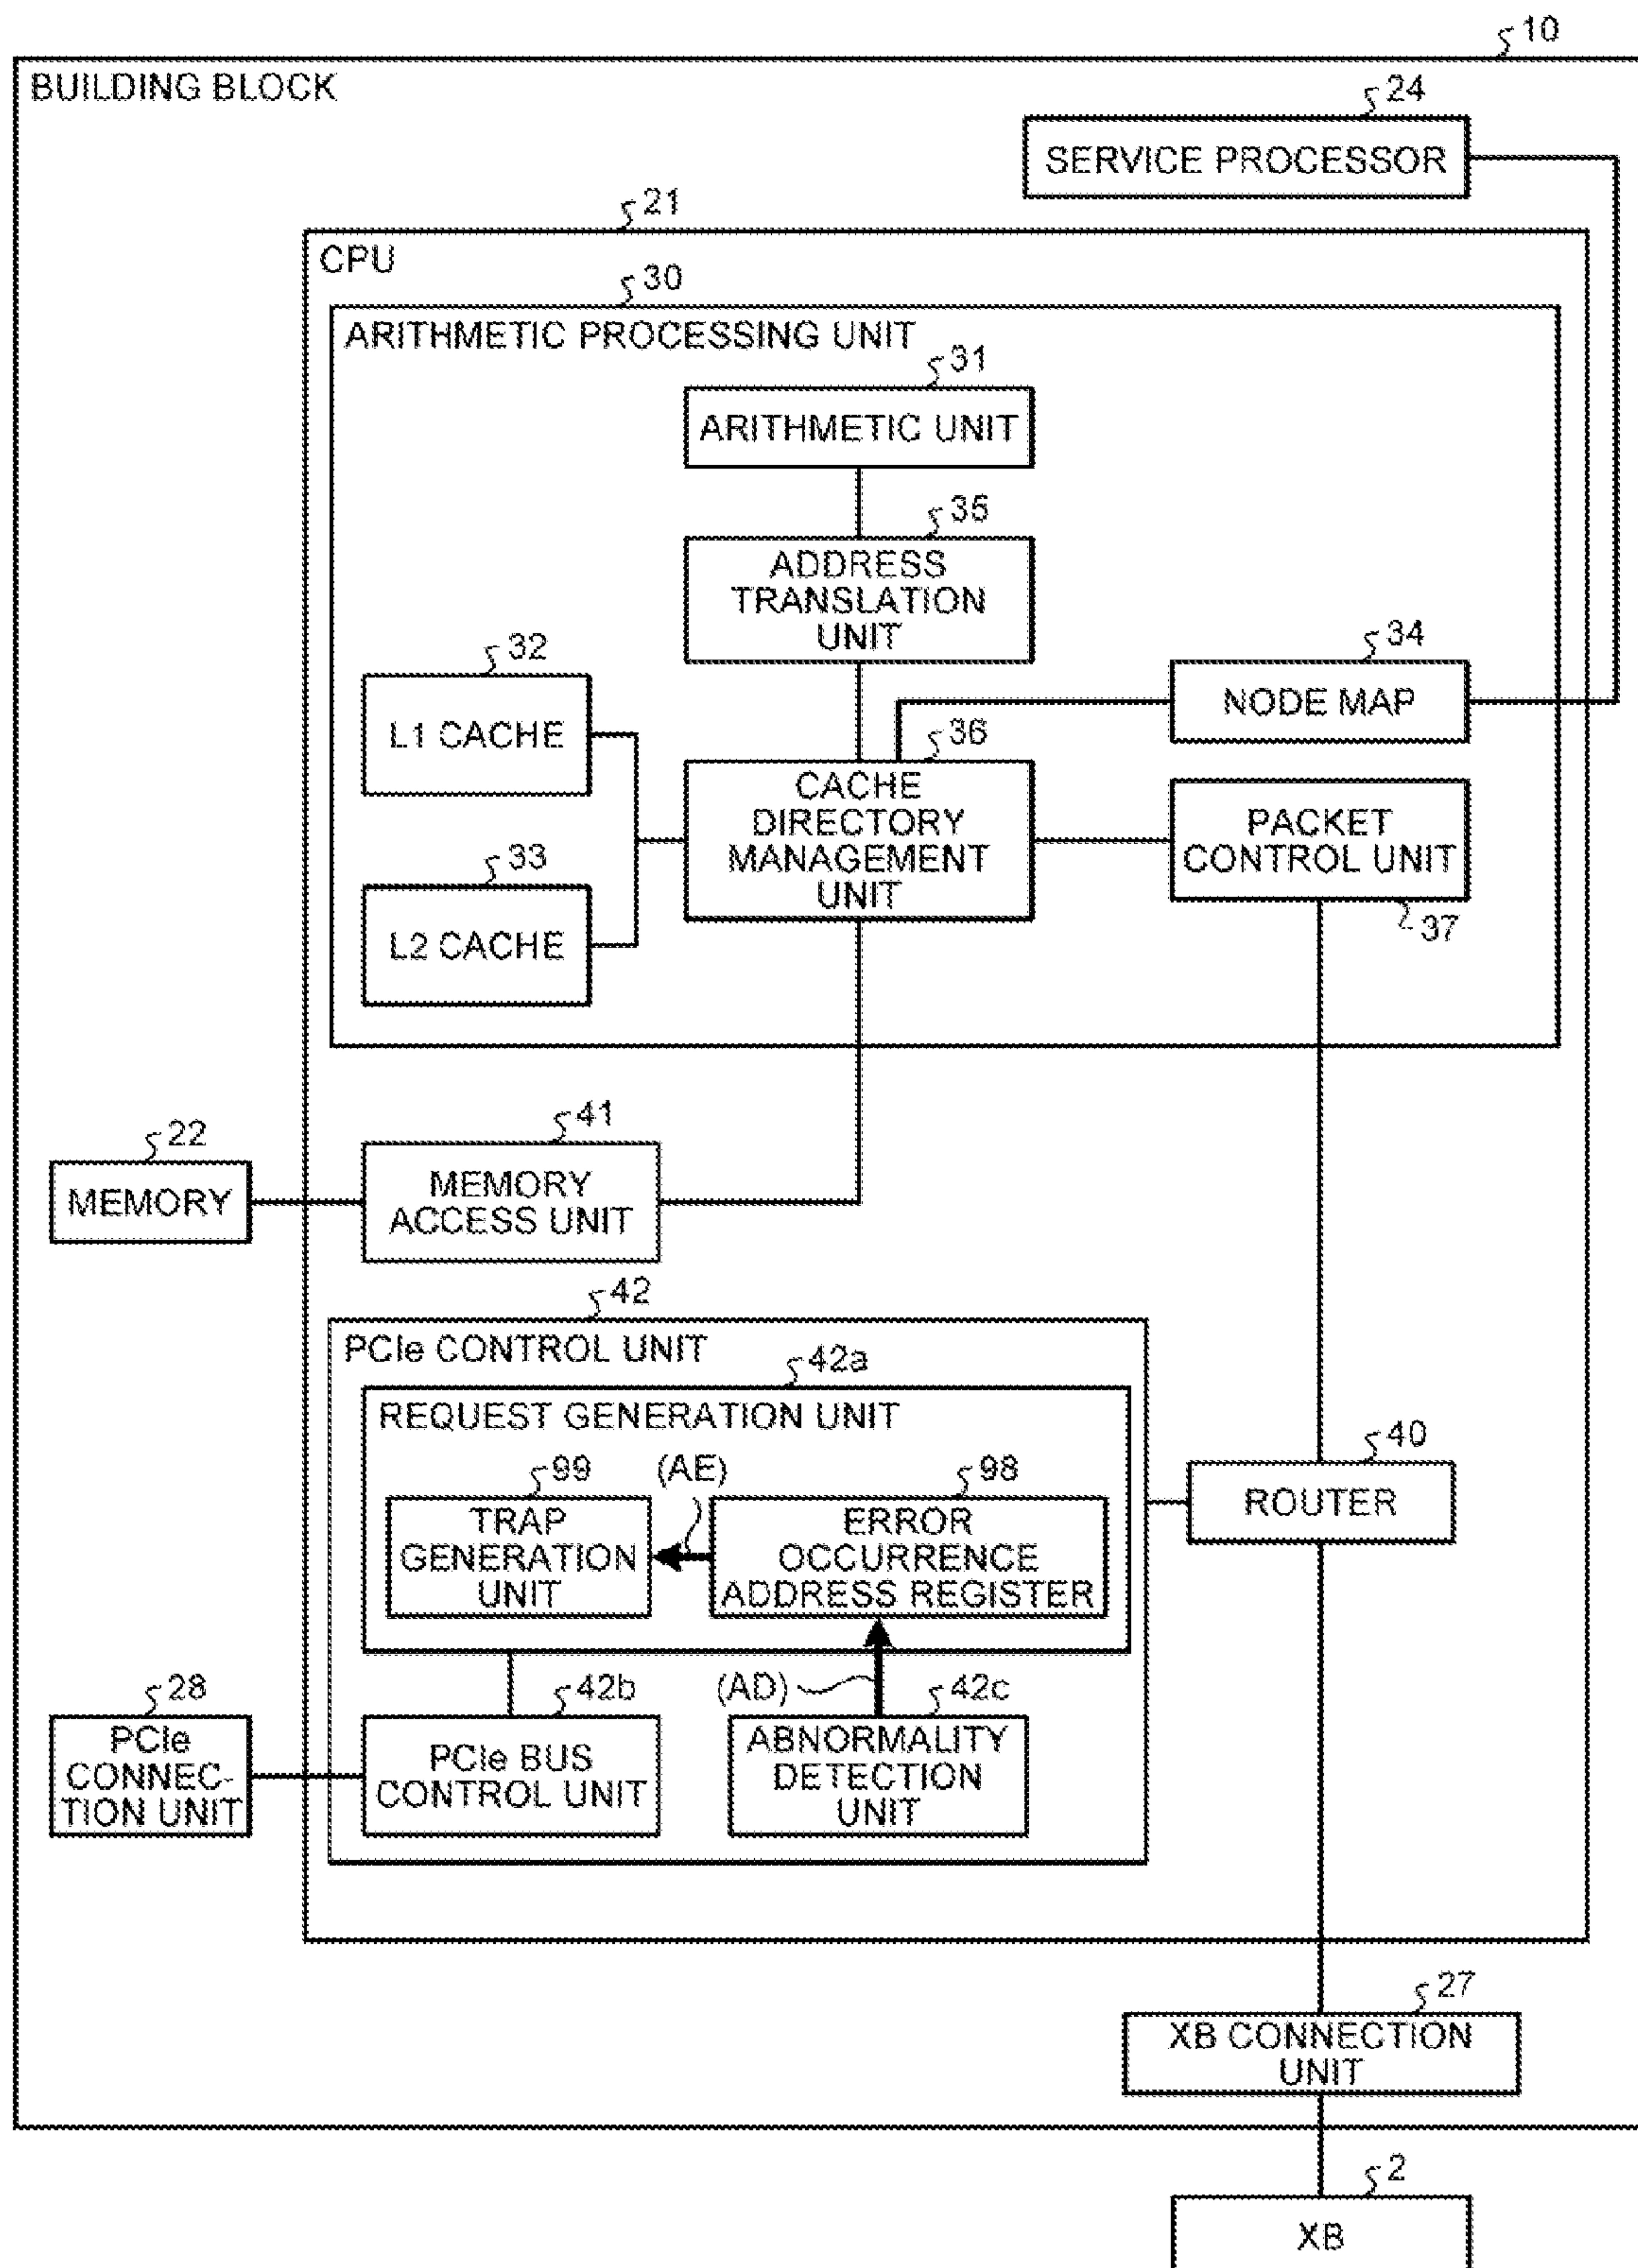 10
BUILDING BLOCK
24
SERVICE PROCESSOR
21
CPU
30
ARITHMETIC PROCESSING UNIT
31
ARITHMETIC UNIT
35
ADDRESS
TRANSLATION
UNIT
32
L1 CACHE
34
NODE MAP
36
CACHE
DIRECTORY
MANAGEMENT
UNIT
PACKET
CONTROL UNIT
37
33
L2 CACHE
22
MEMORY
41
MEMORY
ACCESS UNIT
42
PCIe CONTROL UNIT
42a
REQUEST GENERATION UNIT
99
TRAP
GENERATION
UNIT
(AE)
98
ERROR
OCCURRENCE
ADDRESS REGISTER
40
ROUTER
28
PCIe
CONNEC-
TION UNIT
42b
PCIe BUS
CONTROL UNIT
(AD)
42c
ABNORMALITY
DETECTION
UNIT
27
XB CONNECTION
UNIT
2
XB